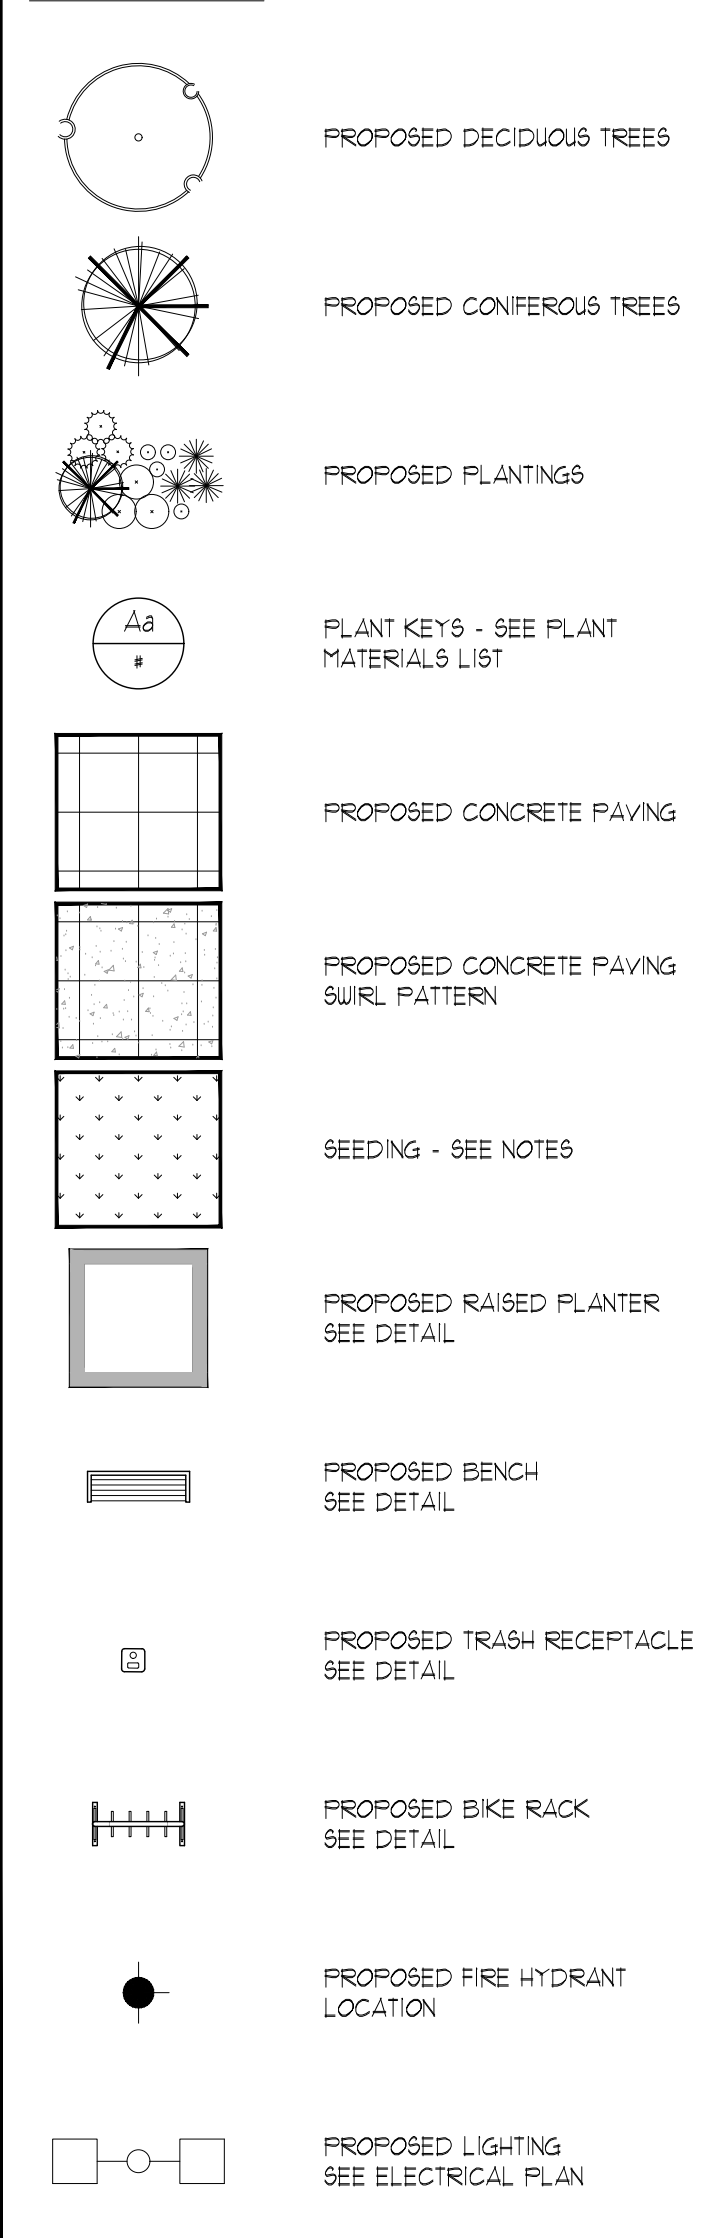 PROPOSED DECIDUOUS TREES
PROPOSED CONIFEROUS TREES
PROPOSED PLANTINGS
Aa
#
PLANT KEYS - SEE PLANT
MATERIALS LIST
PROPOSED CONCRETE PAVING
PROPOSED CONCRETE PAVING
SWIRL PATTERN
SEEDING - SEE NOTES
PROPOSED RAISED PLANTER
SEE DETAIL
PROPOSED BENCH
SEE DETAIL
PROPOSED TRASH RECEPTACLE
SEE DETAIL
PROPOSED BIKE RACK
SEE DETAIL
PROPOSED FIRE HYDRANT
LOCATION
PROPOSED LIGHTING
SEE ELECTRICAL PLAN